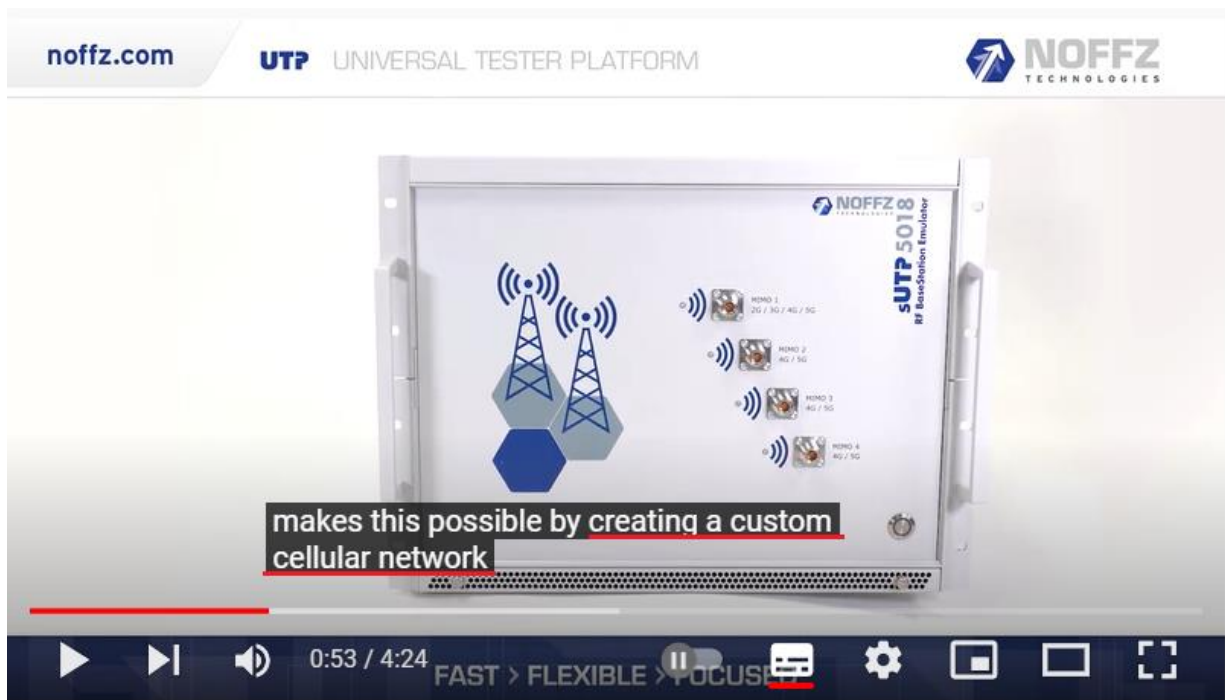 noffz.com
UTP UNIVERSAL TESTER PLATFORM
NOFFZ
TECHNOLOGIES
NOFFZ
TECHNOLOGIES
sUTP 5018
RF BaseStation Emulator
MIMO 1
2G / 3G / 4G / 5G
MIMO 2
4G / 5G
MIMO 3
4G / 5G
MIMO 4
4G / 5G
makes this possible by creating a custom
cellular network
0:53 / 4:24
FAST > FLEXIBLE > FOCUSED